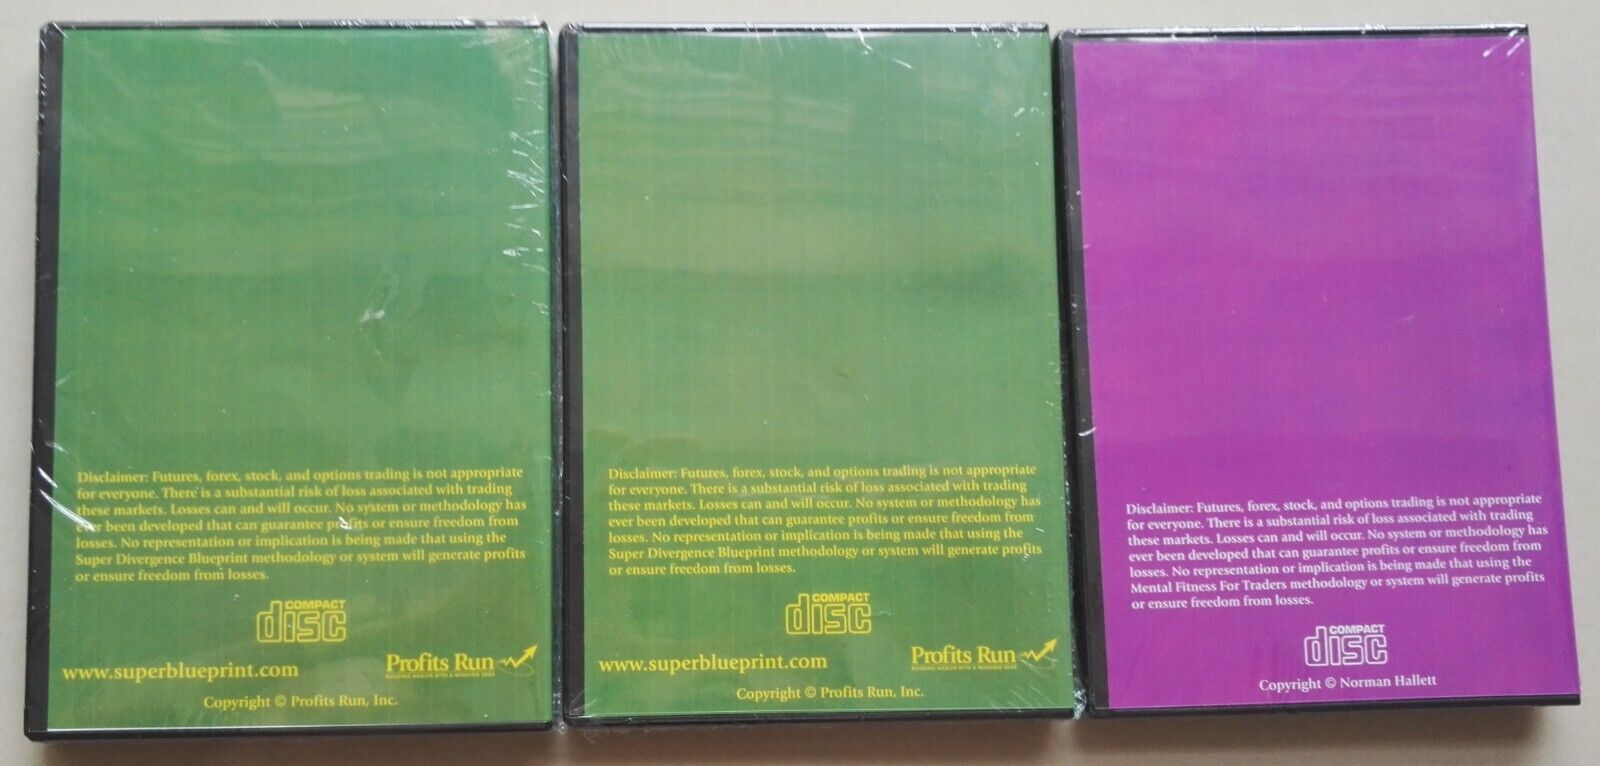 Disclaimer: Futures, forex, stock, and options trading is not appropriate
for everyone. There is a substantial risk of loss associated with trading
these markets. Losses can and will occur. No system or methodology has
ever been developed that can guarantee profits or ensure freedom from
losses. No representation or implication is being made that using the
Super Divergence Blueprint methodology or system will generate profits
or ensure freedom from losses.
COMPACT
disc
www.superblueprint.com
Profits Run
BUILDING WEALTH WITH A WINNING EDGE
Copyright © Profits Run, Inc.
Disclaimer: Futures, forex, stock, and options trading is not appropriate
for everyone. There is a substantial risk of loss associated with trading
these markets. Losses can and will occur. No system or methodology has
ever been developed that can guarantee profits or ensure freedom from
losses. No representation or implication is being made that using the
Super Divergence Blueprint methodology or system will generate profits
or ensure freedom from losses.
COMPACT
disc
www.superblueprint.com
Profits Run
BUILDING WEALTH WITH A WINNING EDGE
Copyright © Profits Run, Inc.
Disclaimer: Futures, forex, stock, and options trading is not appropriate
for everyone. There is a substantial risk of loss associated with trading
these markets. Losses can and will occur. No system or methodology has
ever been developed that can guarantee profits or ensure freedom from
losses. No representation or implication is being made that using the
Mental Fitness For Traders methodology or system will generate profits
or ensure freedom from losses.
COMPACT
disc
Copyright © Norman Hallett